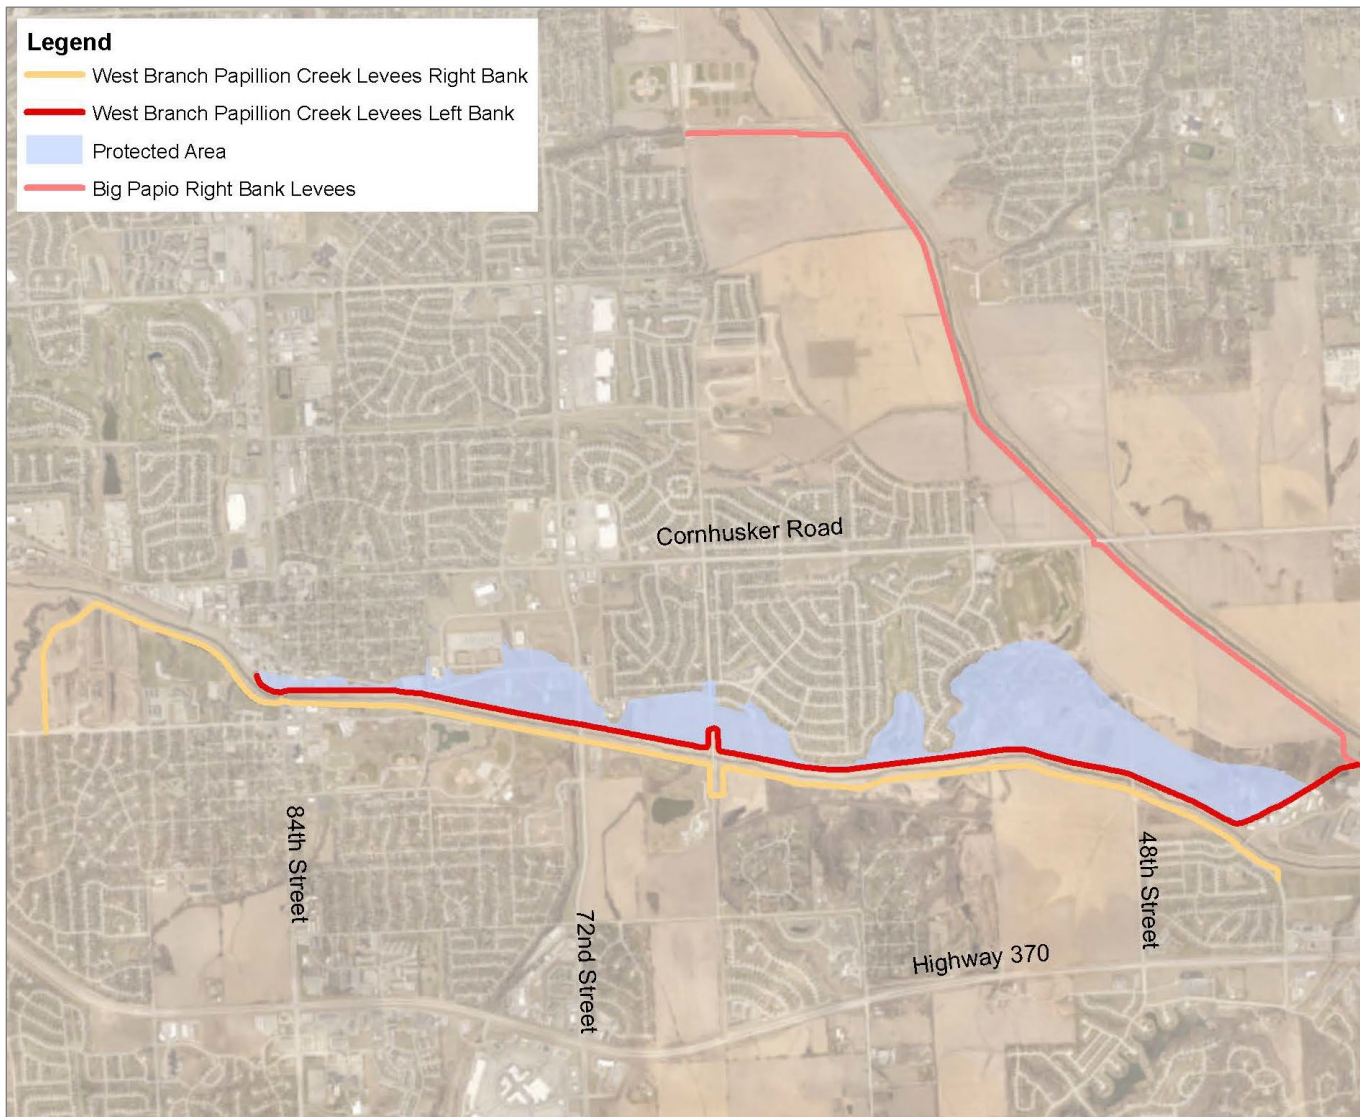 Legend
West Branch Papillion Creek Levees Right Bank
West Branch Papillion Creek Levees Left Bank
Protected Area
Big Papio Right Bank Levees
Cornhusker Road
84th Street
72nd Street
48th Street
Highway 370